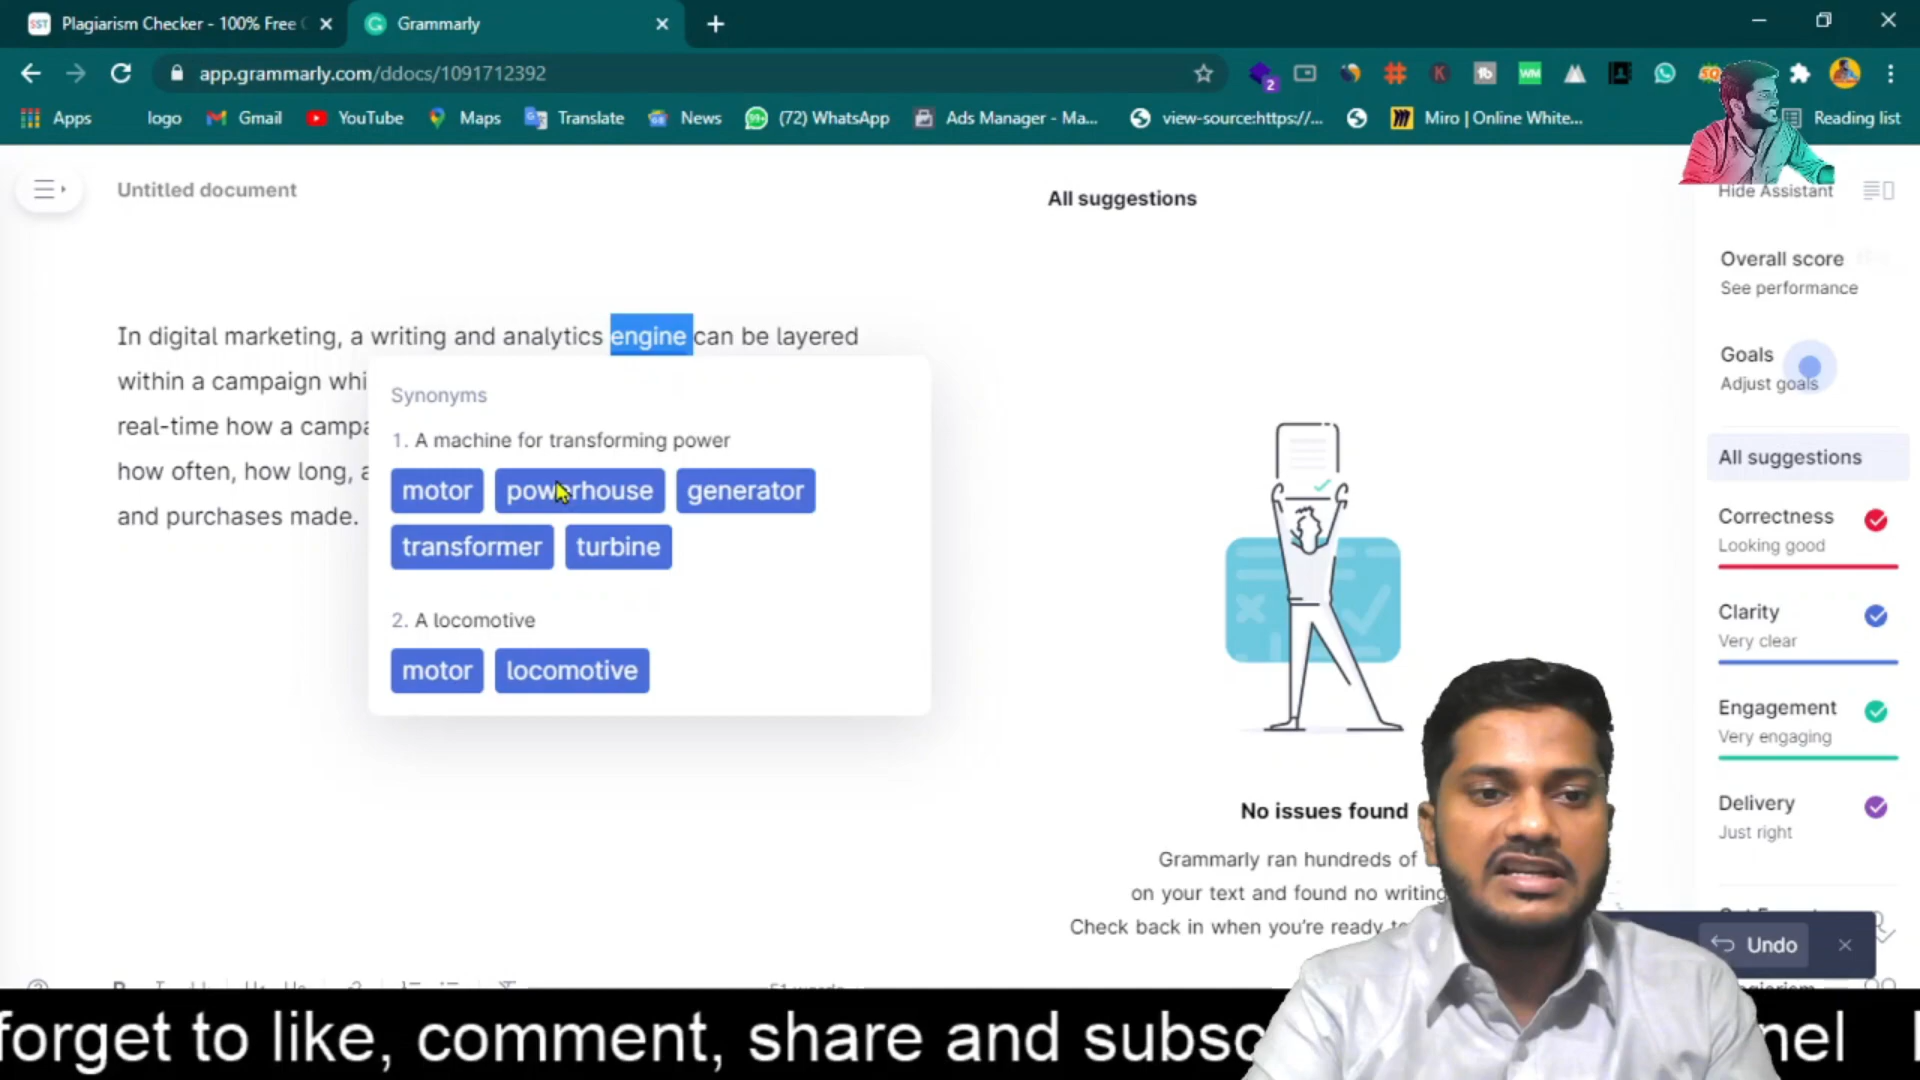 Plagiarism Checker - 100% Free
Grammarly
app.grammarly.com/ddocs/1091712392
2
Apps
logo
Gmail
YouTube
Maps
Translate
News
(72) WhatsApp
Ads Manager - Ma...
view-source:https://...
Miro | Online White...
Reading list
Untitled document
All suggestions
Hide Assistant
Overall score
See performance
Goals
Adjust goals
In digital marketing, a writing and analytics engine can be layered
within a campaign whi
real-time how a campa
how often, how long, a
and purchases made.
Synonyms
1. A machine for transforming power
motor powerhouse generator
transformer turbine
2. A locomotive
motor locomotive
All suggestions
Correctness
Looking good
Clarity
Very clear
Engagement
Very engaging
Delivery
Just right
No issues found
Grammarly ran hundreds of
on your text and found no writing
Check back in when you're ready to
Undo
forget to like, comment, share and subsc nel